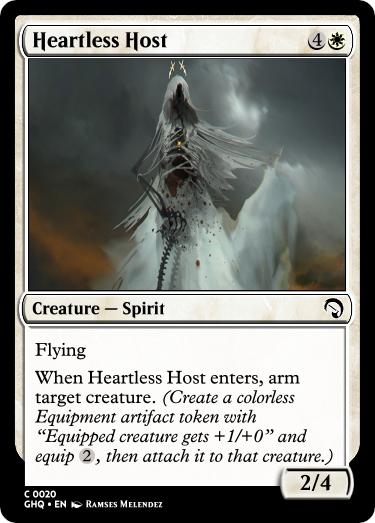 Heartless Host 4
Creature — Spirit
Flying
When Heartless Host enters, arm
target creature. (Create a colorless
Equipment artifact token with
“Equipped creature gets +1/+0” and
equip 2, then attach it to that creature.)
2/4
C 0020
GHQ • EN Ramses Melendez